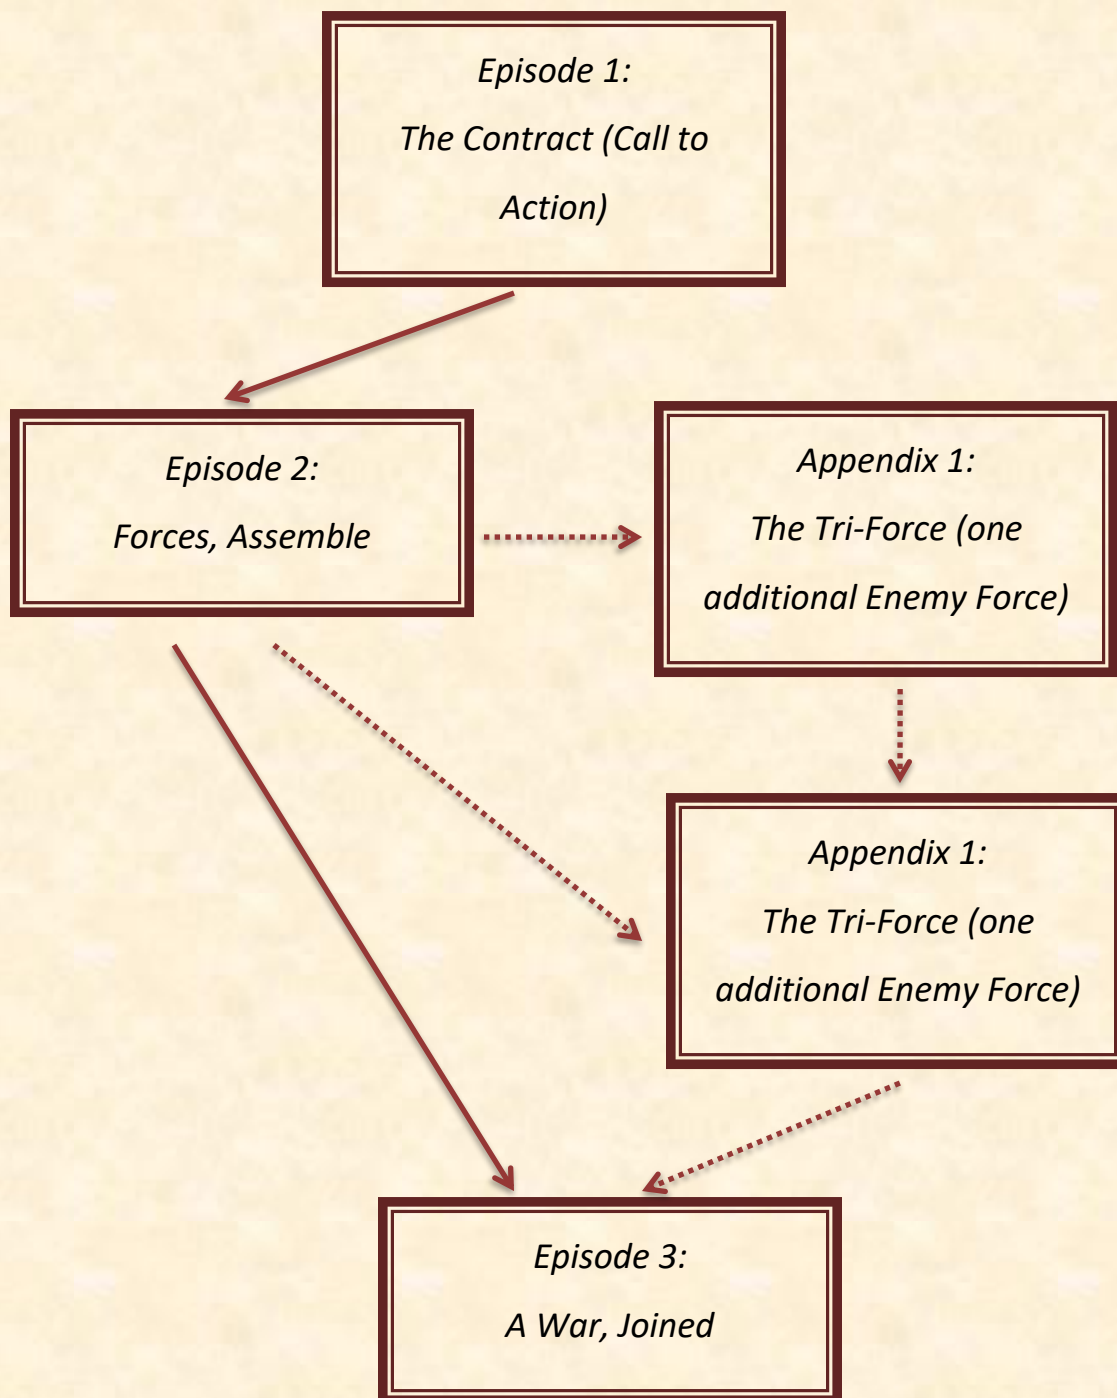 Episode 1:
The Contract (Call to
Action)
Episode 2:
Forces, Assemble
Appendix 1:
The Tri-Force (one
additional Enemy Force)
Appendix 1:
The Tri-Force (one
additional Enemy Force)
Episode 3:
A War, Joined